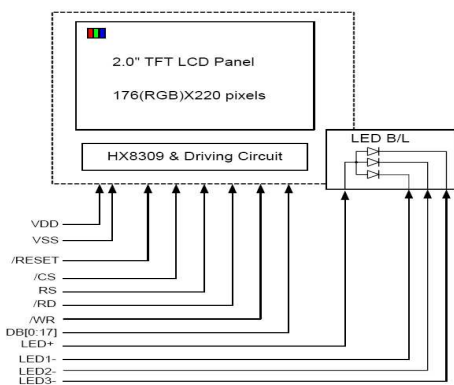 2.0" TFT LCD Panel
176(RGB)X220 pixels
LED B/L
HX8309 & Driving Circuit
VDD
VSS
/RESET
/CS
RS
/RD
/WR
DB[0:17]
LED+
LED1-
LED2-
LED3-